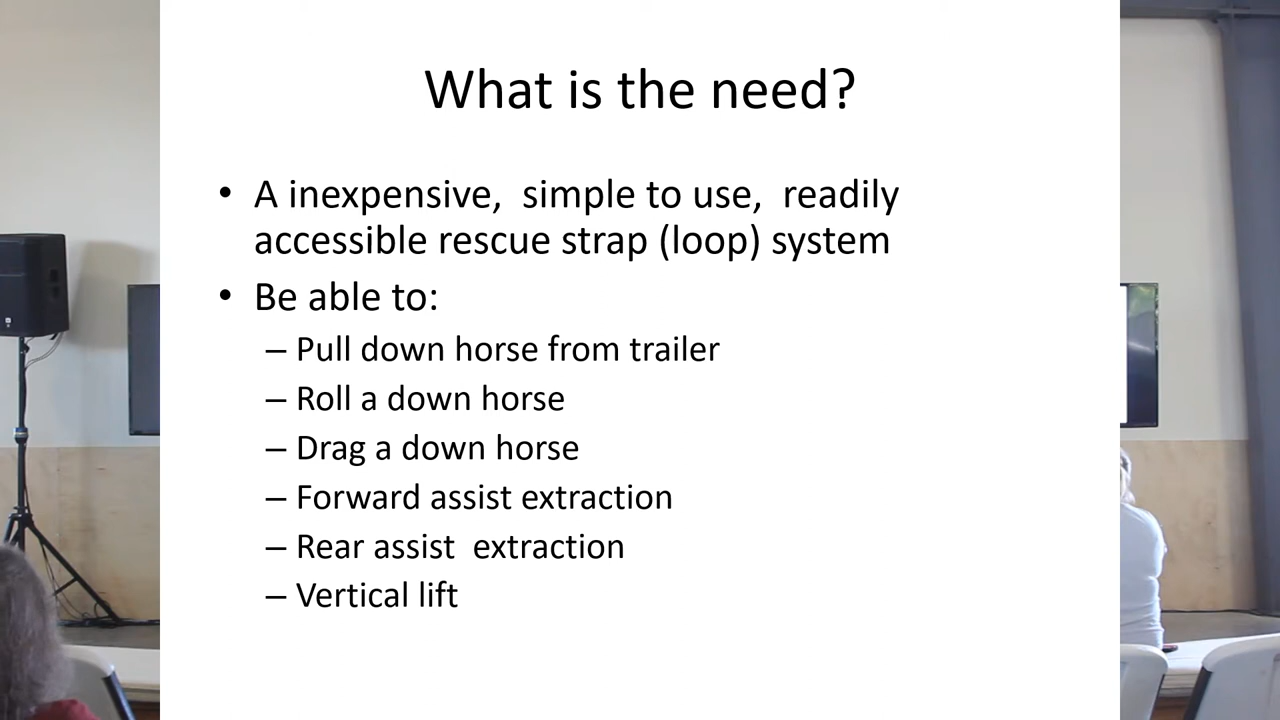 What is the need?
• A inexpensive,  simple to use,  readily
accessible rescue strap (loop) system
• Be able to:
– Pull down horse from trailer
– Roll a down horse
– Drag a down horse
– Forward assist extraction
– Rear assist  extraction
– Vertical lift